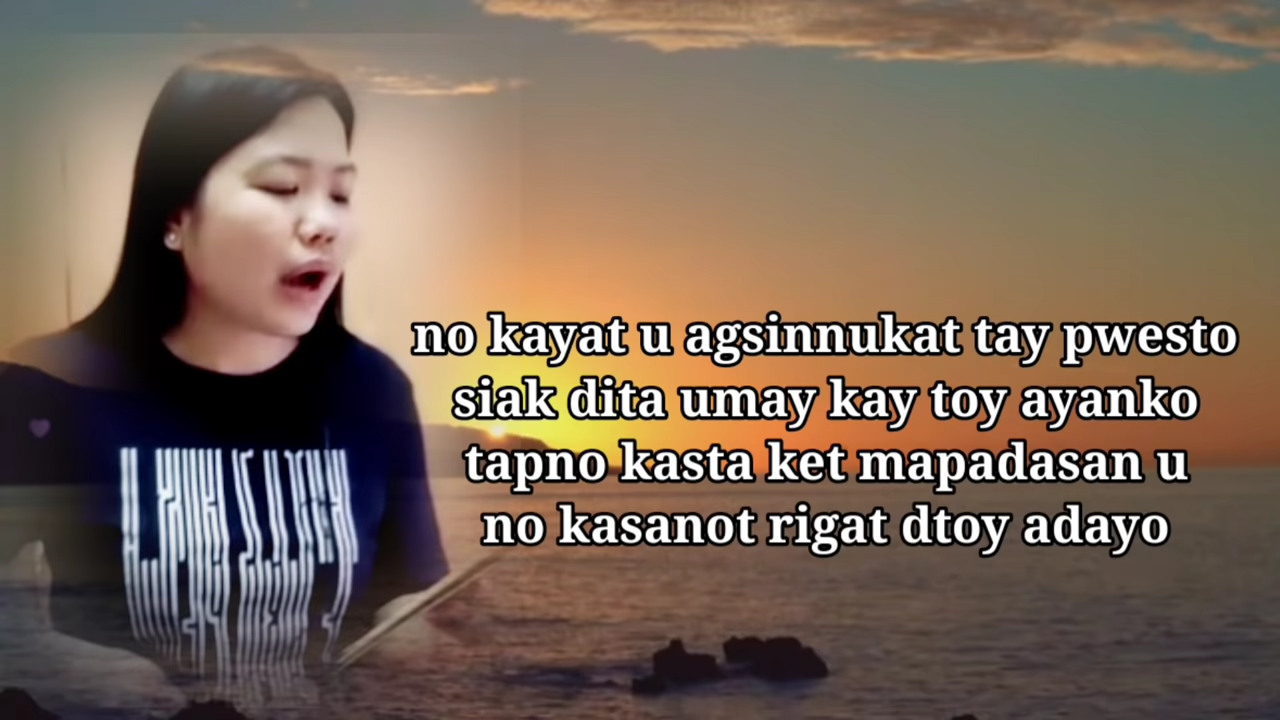 no kayat u agsinnukat tay pwesto
siak dita umay kay toy ayanko
tapno kasta ket mapadasan u
no kasanot rigat dtoy adayo